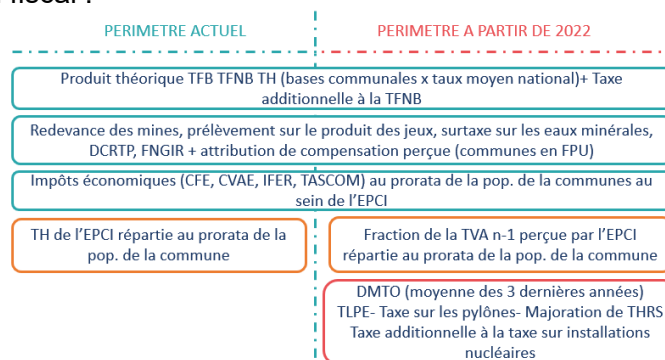 fiscal :
PERIMETRE ACTUEL
PERIMETRE A PARTIR DE 2022
Produit théorique TFB TFNB TH (bases communales x taux moyen national)+ Taxe
additionnelle à la TFNB
Redevance des mines, prélèvement sur le produit des jeux, surtaxe sur les eaux minérales,
DCRTP, FNGIR + attribution de compensation perçue (communes en FPU)
Impôts économiques (CFE, CVAE, IFER, TASCOM) au prorata de la pop. de la communes au
sein de l'EPCI
TH de l'EPCI répartie au prorata de la
pop. de la commune
Fraction de la TVA n-1 perçue par l'EPCI
répartie au prorata de la pop. de la commune
DMTO (moyenne des 3 dernières années)
TLPE- Taxe sur les pylônes- Majoration de THRS
Taxe additionnelle à la taxe sur installations
nucléaires